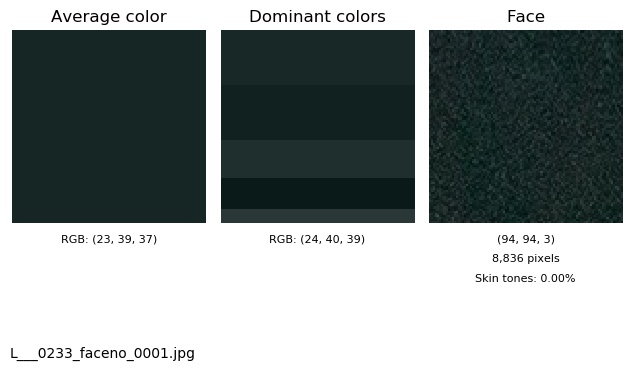 Average color
Dominant colors
Face
RGB: (23, 39, 37)
RGB: (24, 40, 39)
(94, 94, 3)
8,836 pixels
Skin tones: 0.00%
L___0233_faceno_0001.jpg